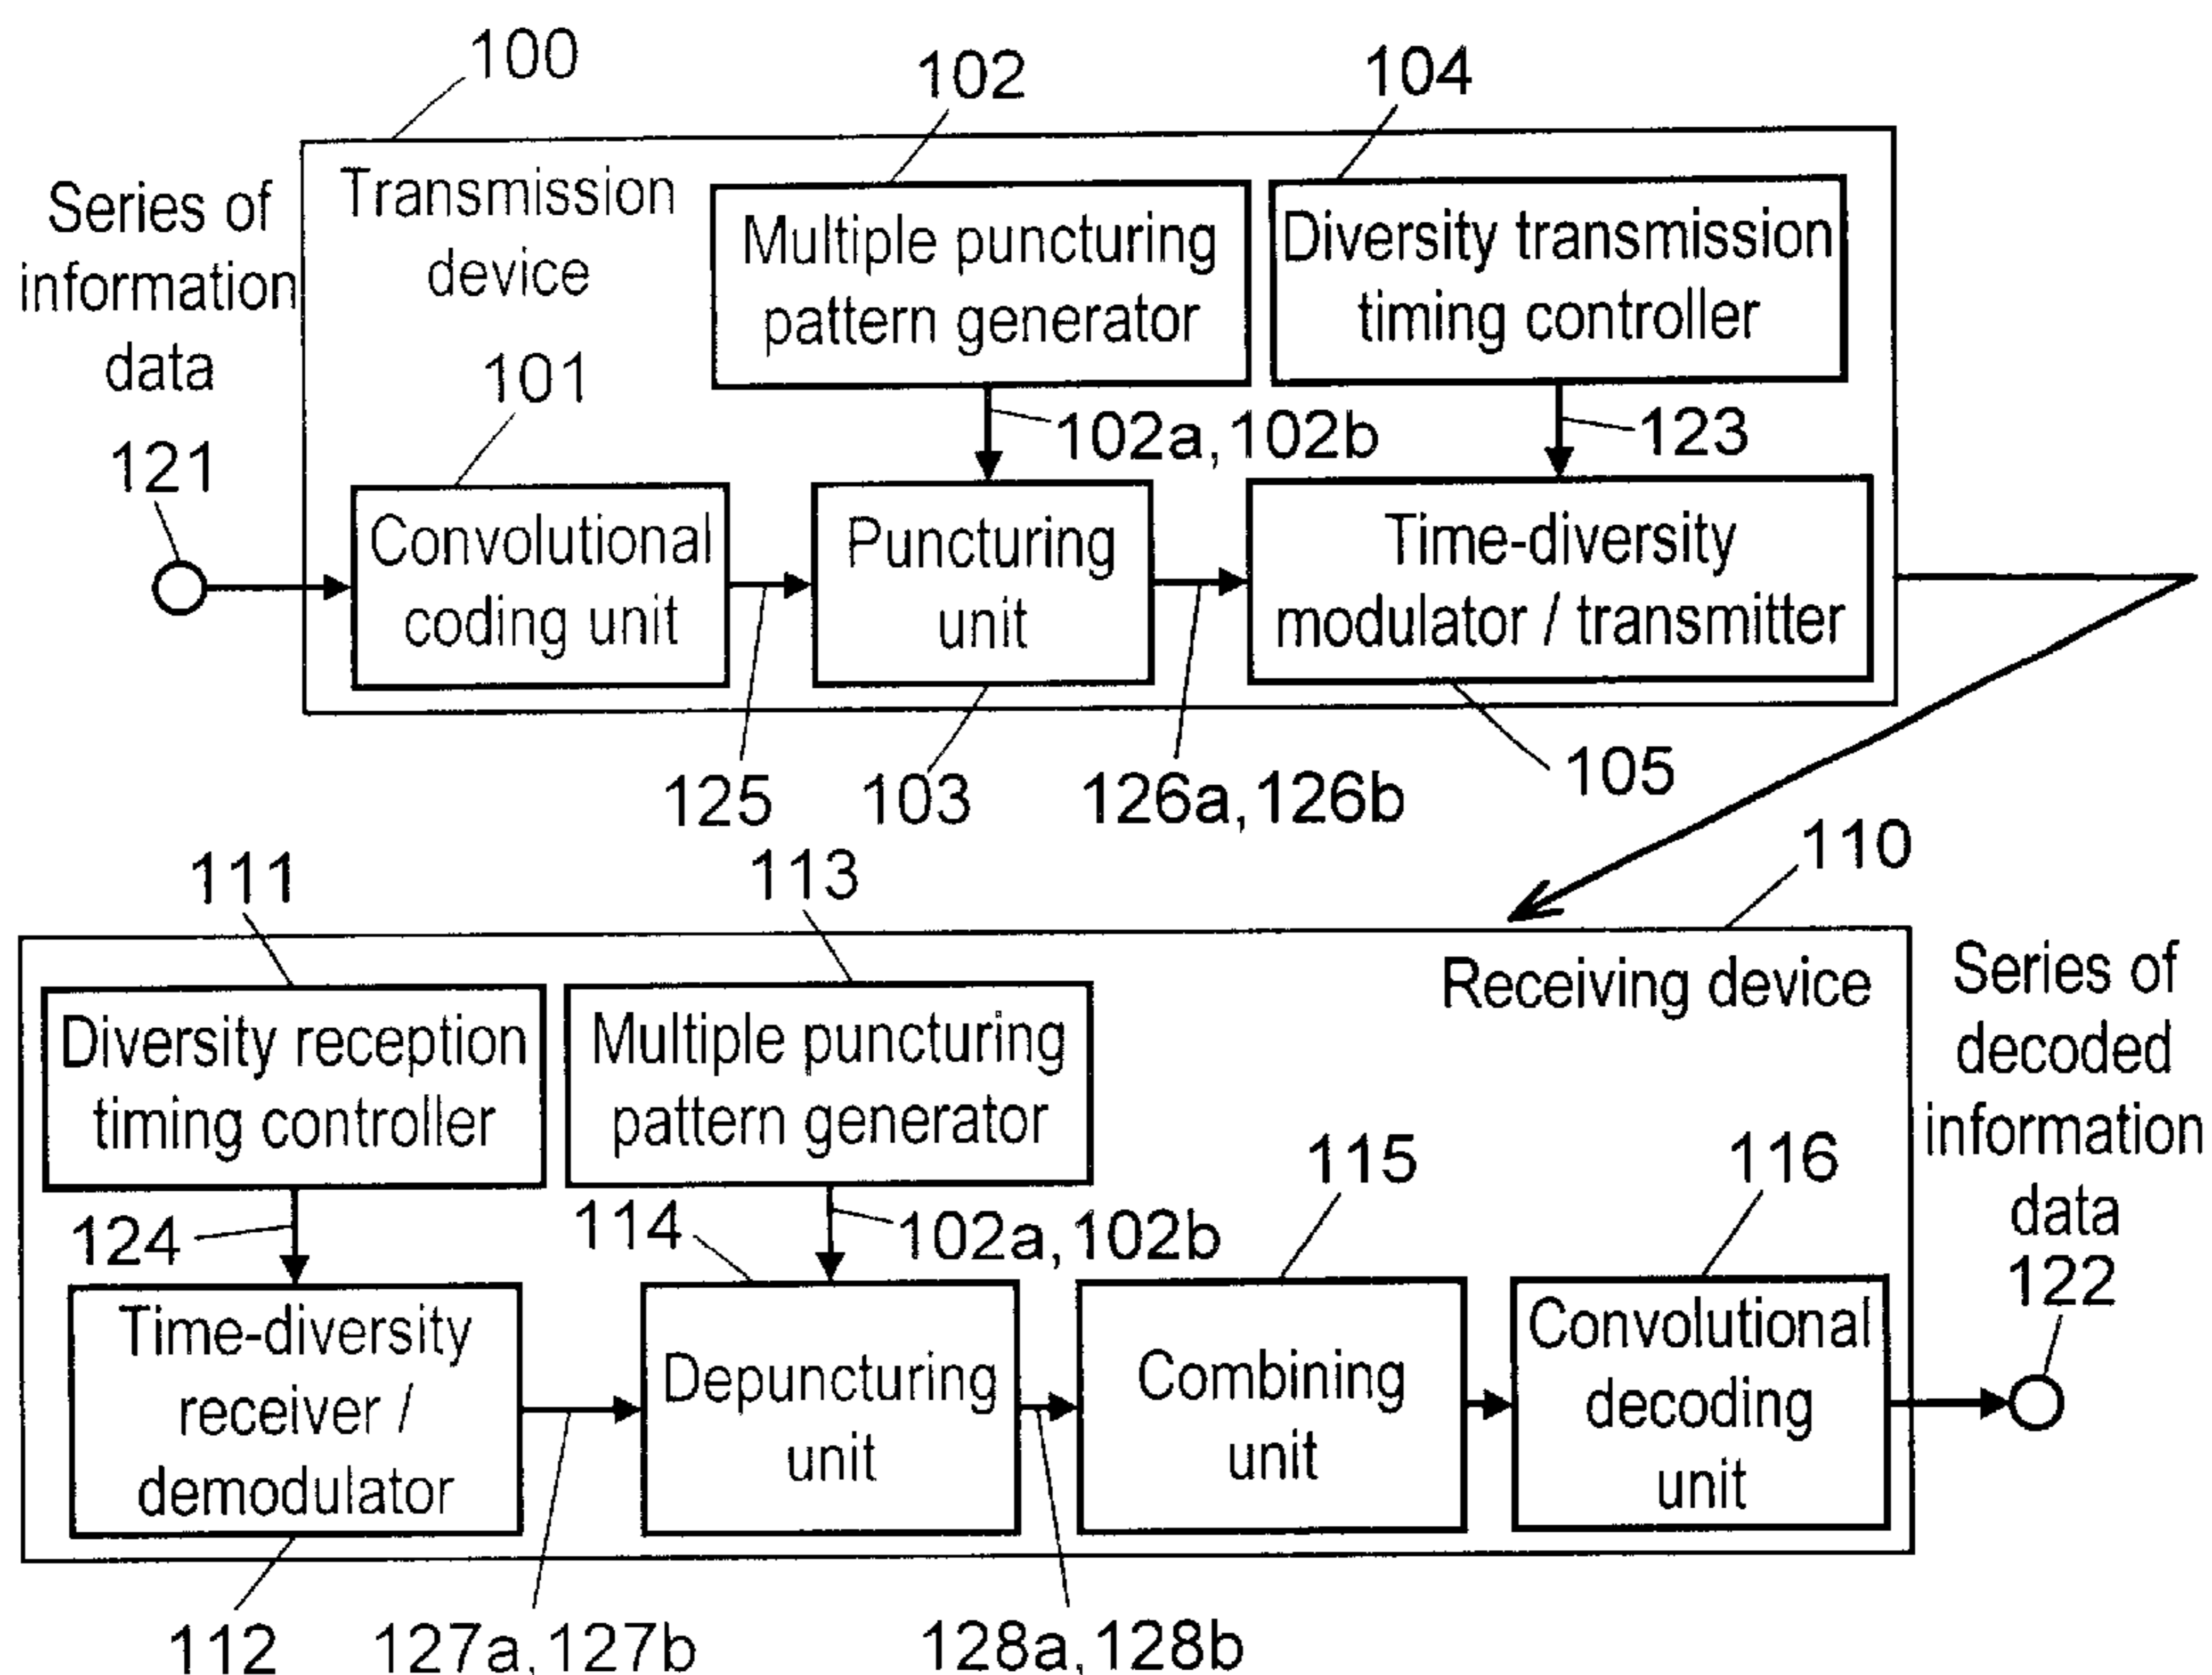 100
102
104
Series of
information
data
121
Transmission
device
101
Multiple puncturing
pattern generator
Diversity transmission
timing controller
102a, 102b
123
Convolutional
coding unit
Puncturing
unit
Time-diversity
modulator / transmitter
125
103
126a, 126b
105
110
111
113
Receiving device
Diversity reception
timing controller
Multiple puncturing
pattern generator
Series of
decoded
information
data
122
124
114
102a, 102b
115
116
Time-diversity
receiver /
demodulator
Depuncturing
unit
Combining
unit
Convolutional
decoding
unit
112
127a, 127b
128a, 128b